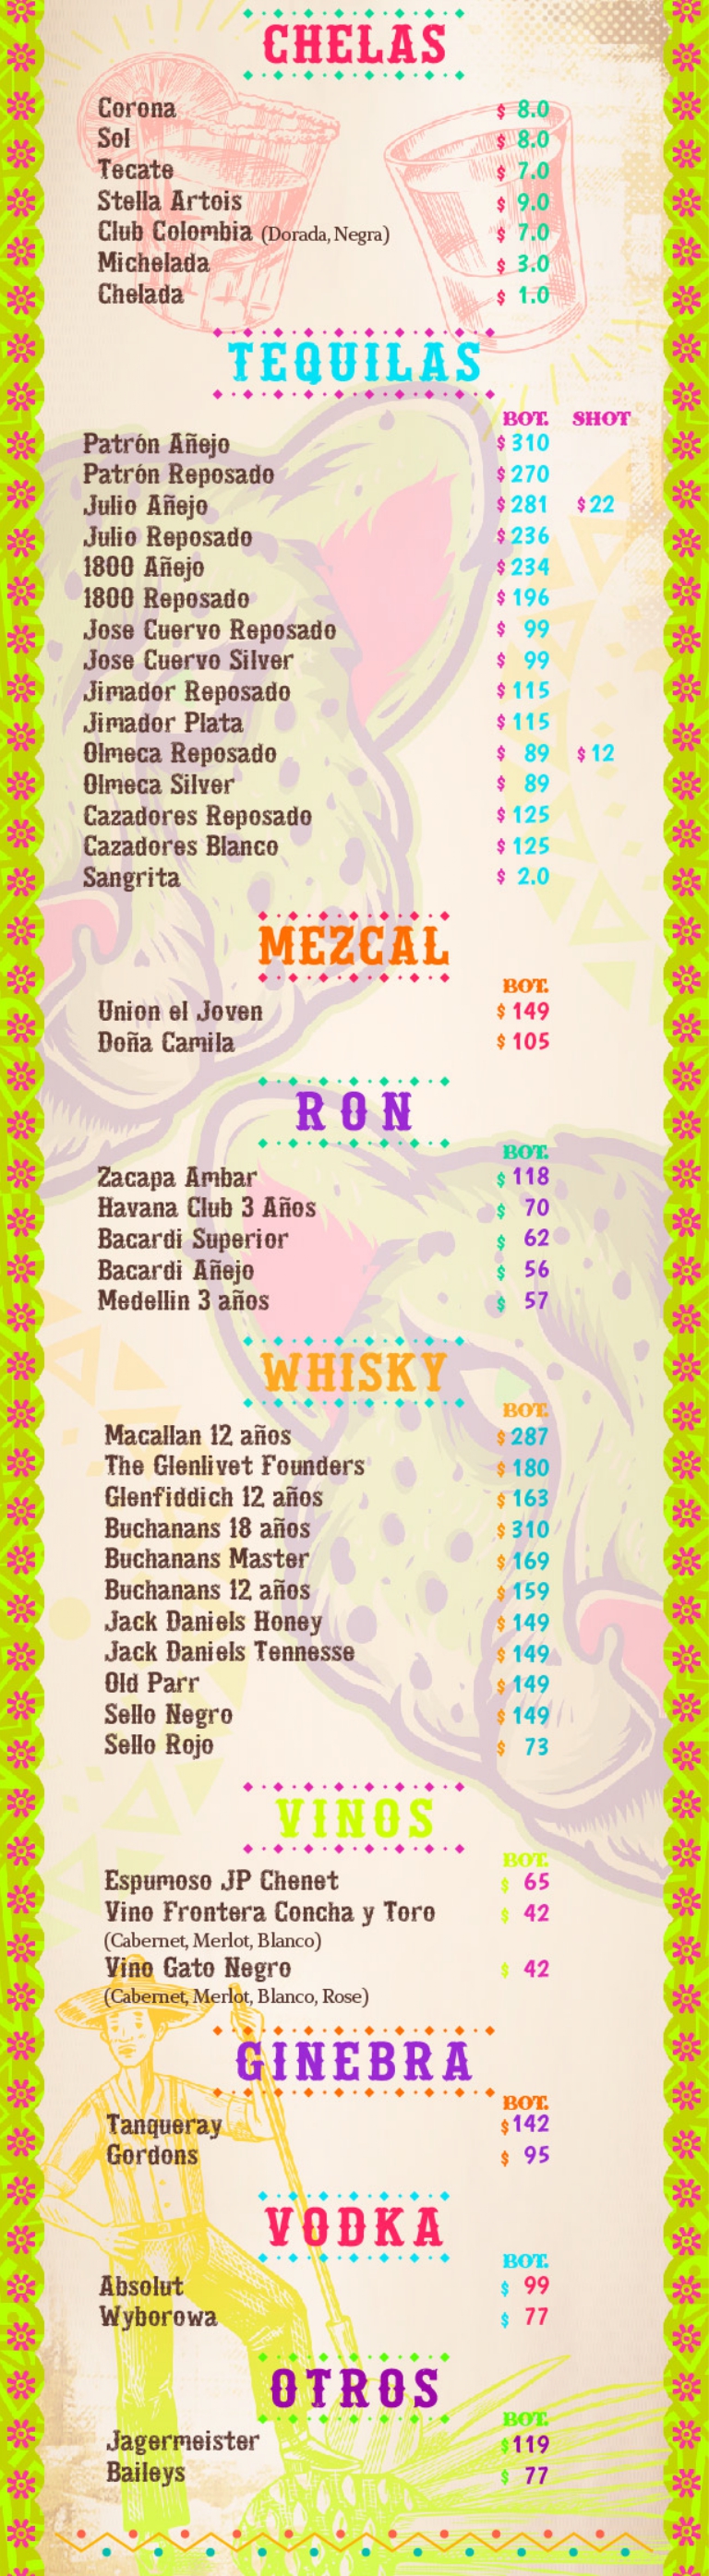 CHELAS
Corona $ 8.0
Sol $ 8.0
Tecate $ 7.0
Stella Artois $ 9.0
Club Colombia (Dorada, Negra) $ 7.0
Michelada $ 3.0
Chelada $ 1.0
TEQUILAS
BOT. SHOT
Patrón Añejo $ 310
Patrón Reposado $ 270
Julio Añejo $ 281 $ 22
Julio Reposado $ 236
1800 Añejo $ 234
1800 Reposado $ 196
Jose Cuervo Reposado $ 99
Jose Cuervo Silver $ 99
Jimador Reposado $ 115
Jimador Plata $ 115
Olmeca Reposado $ 89 $ 12
Olmeca Silver $ 89
Cazadores Reposado $ 125
Cazadores Blanco $ 125
Sangrita $ 2.0
MEZCAL
BOT.
Union el Joven $ 149
Doña Camila $ 105
RON
BOT.
Zacapa Ambar $ 118
Havana Club 3 Años $ 70
Bacardi Superior $ 62
Bacardi Añejo $ 56
Medellin 3 años $ 57
WHISKY
BOT.
Macallan 12 años $ 287
The Glenlivet Founders $ 180
Glenfiddich 12 años $ 163
Buchanans 18 años $ 310
Buchanans Master $ 169
Buchanans 12 años $ 159
Jack Daniels Honey $ 149
Jack Daniels Tennesse $ 149
Old Parr $ 149
Sello Negro $ 149
Sello Rojo $ 73
VINOS
BOT.
Espumoso JP Chenet $ 65
Vino Frontera Concha y Toro $ 42
(Cabernet, Merlot, Blanco)
Vino Gato Negro $ 42
(Cabernet, Merlot, Blanco, Rose)
GINEBRA
BOT.
Tanqueray $ 142
Gordons $ 95
VODKA
BOT.
Absolut $ 99
Wyborowa $ 77
OTROS
BOT.
Jagermeister $ 119
Baileys $ 77